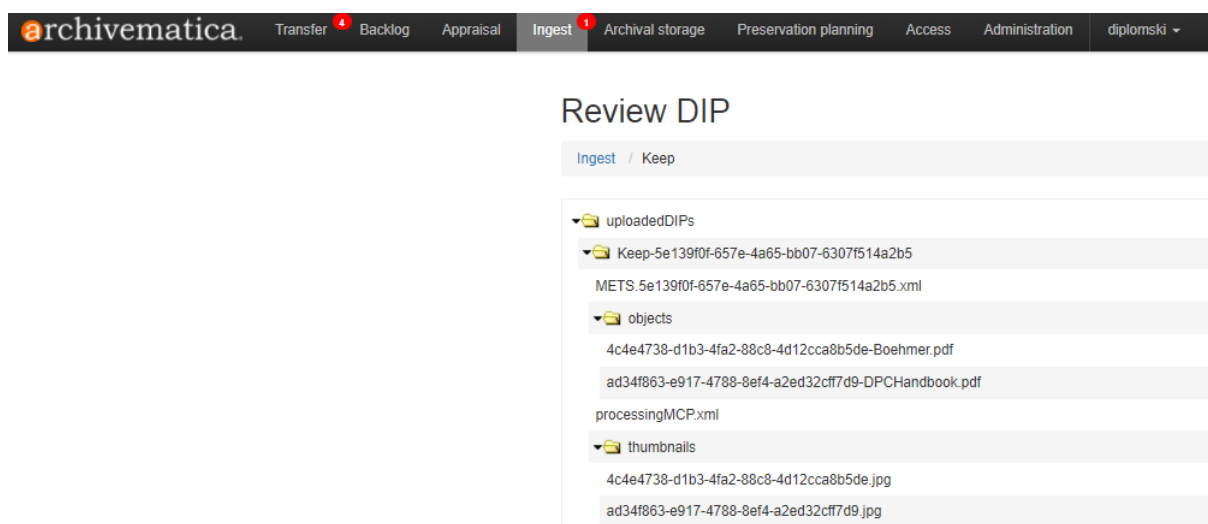 archivematica. Transfer 4 Backlog Appraisal Ingest 1 Archival storage Preservation planning Access Administration diplomski
Review DIP
Ingest / Keep
uploadedDIPs
Keep-5e139f0f-657e-4a65-bb07-6307f514a2b5
METS.5e139f0f-657e-4a65-bb07-6307f514a2b5.xml
objects
4c4e4738-d1b3-4fa2-88c8-4d12cca8b5de-Boehmer.pdf
ad34f863-e917-4788-8ef4-a2ed32cff7d9-DPCHandbook.pdf
processingMCP.xml
thumbnails
4c4e4738-d1b3-4fa2-88c8-4d12cca8b5de.jpg
ad34f863-e917-4788-8ef4-a2ed32cff7d9.jpg